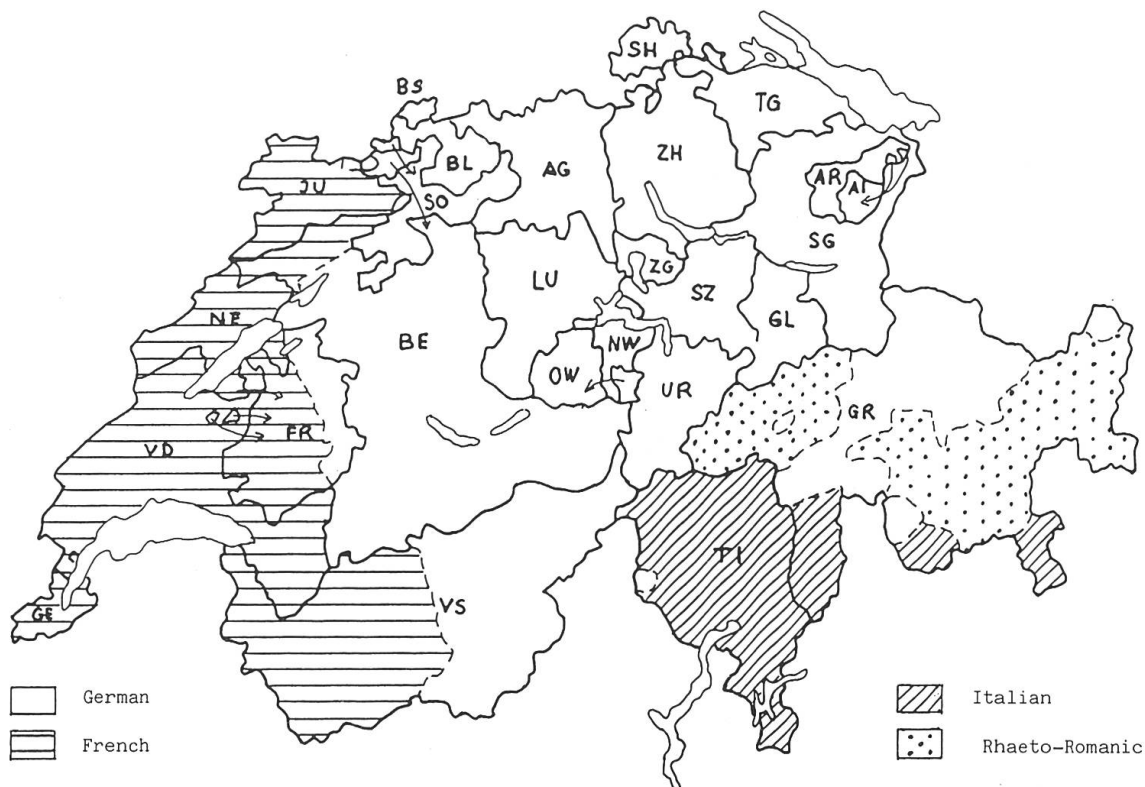 SH
BS
TG
BL
AG
ZH
JU
SO
AR
AI
SG
ZG
LU
SZ
NE
GL
BE
NW
OW
UR
FR
GR
VD
TI
VS
GE
German
French
Italian
Rhaeto-Romanic